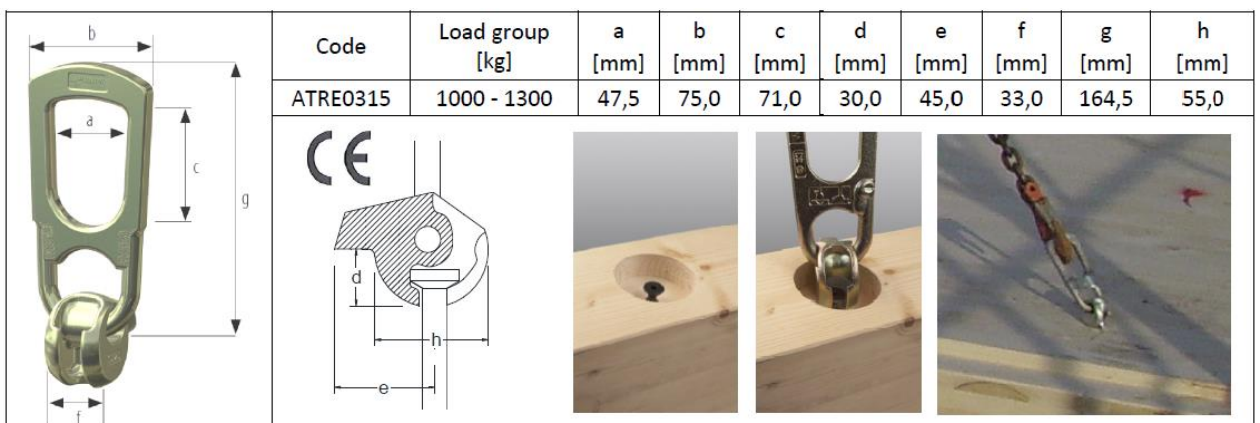 Code Load group a b c d e f g h
[kg] [mm] [mm] [mm] [mm] [mm] [mm] [mm] [mm]
ATRE0315 1000 - 1300 47,5 75,0 71,0 30,0 45,0 33,0 164,5 55,0
b
a
c
g
f
CE
d
h
e